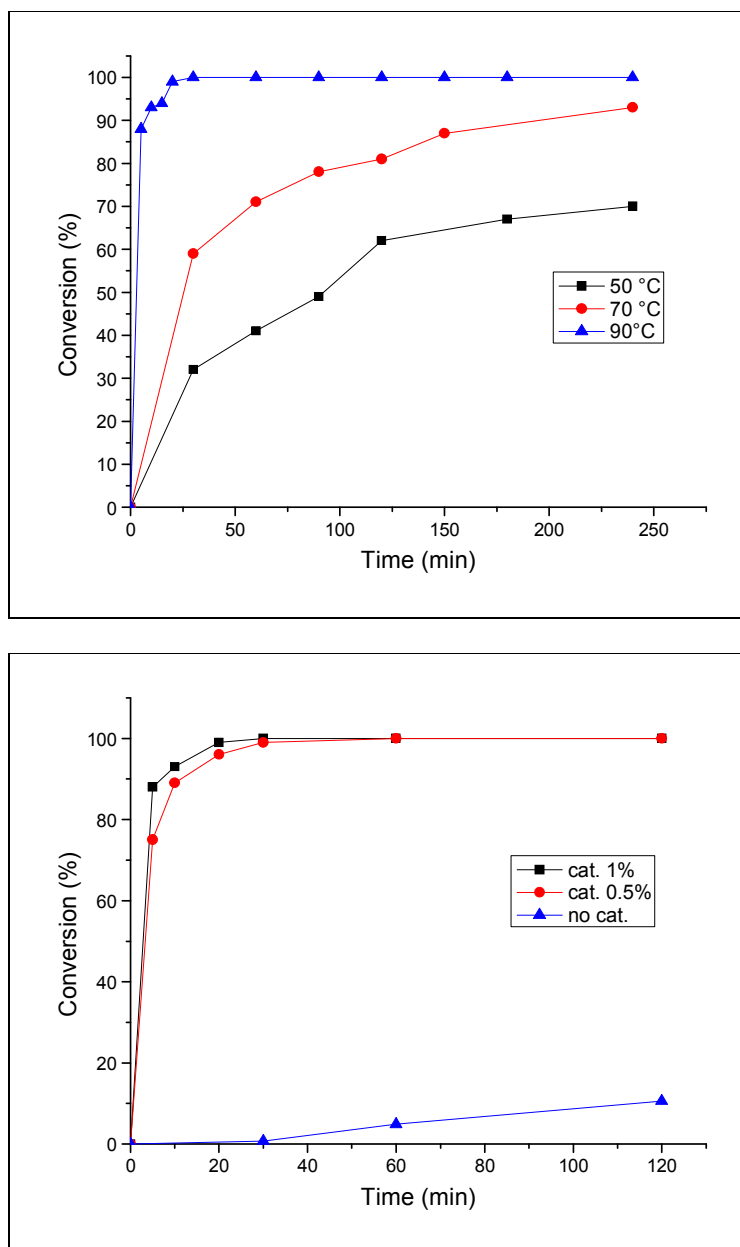 100
90
80
70
60
50
40
30
20
10
0
Conversion (%)
50 °C
70 °C
90°C
0 50 100 150 200 250
Time (min)
100
80
60
40
20
0
Conversion (%)
cat. 1%
cat. 0.5%
no cat.
0 20 40 60 80 100 120
Time (min)